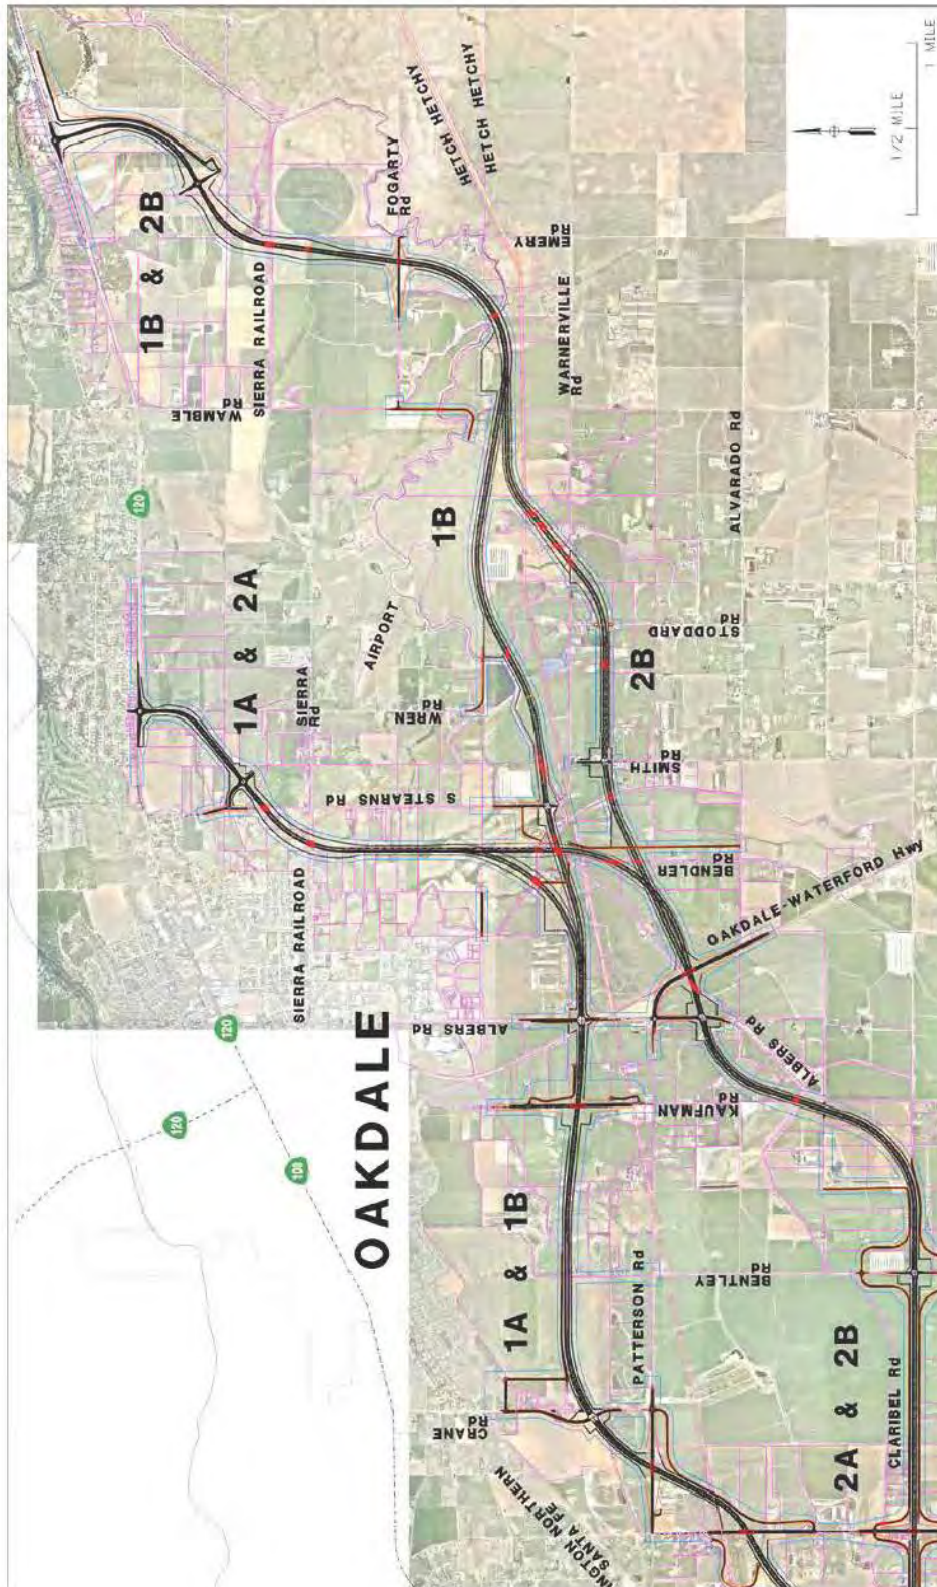 HETCH HETCHY
HETCH HETCHY
1 MILE
1/2 MILE
FOGARTY
Rd
EMERY
Rd
1B & 2B
SIERRA RAILROAD
WAMBLE
Rd
WARNERVILLE
Rd
ALVARADO Rd
120
1B
1A & 2A
AIRPORT
STODDARD
Rd
2B
SIERRA
Rd
WREN
Rd
SMITH
Rd
S STEARNS Rd
BENDLER
Rd
OAKDALE-WATERFORD Hwy
SIERRA RAILROAD
ALBERS Rd
ALBERS Rd
120
120
108
OAKDALE
KAUFMAN
Rd
1A & 1B
PATTERSON Rd
BENTLEY
Rd
2A & 2B
CLARIBEL Rd
CRANE
Rd
INGTON NORTHERN
SANTA FE